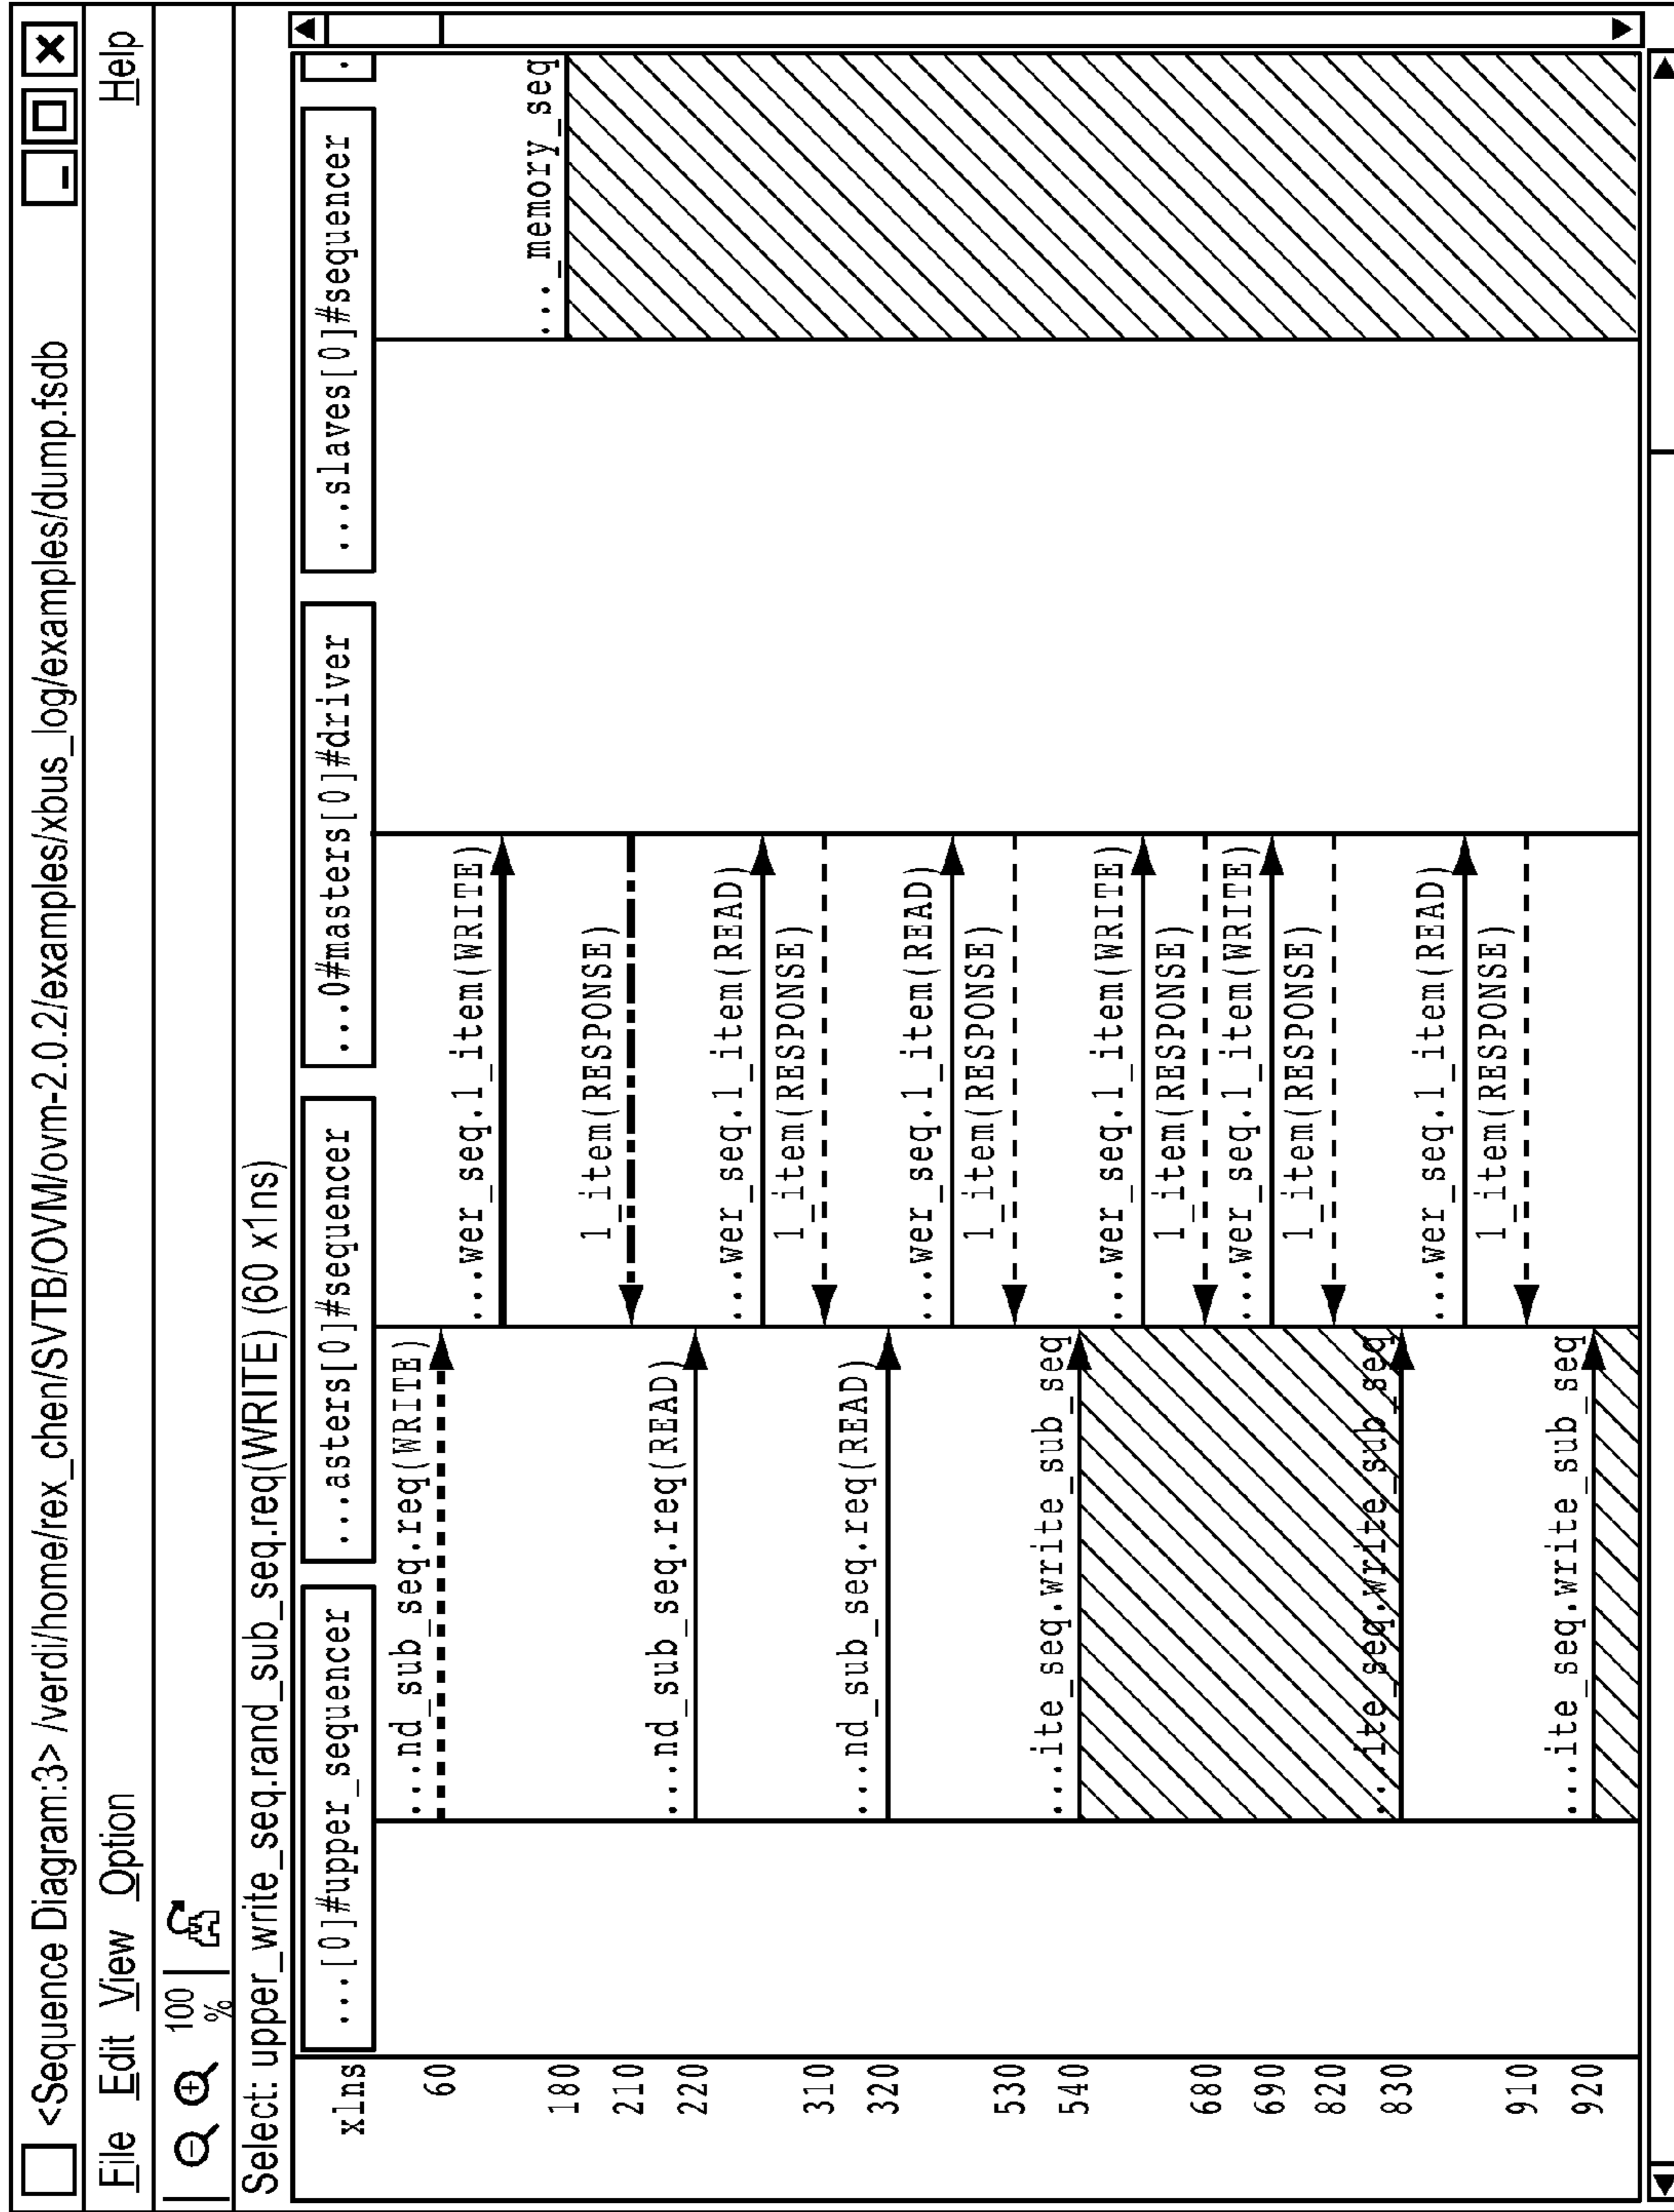 <Sequence Diagram:3> /verdi/home/rex_chen/SVTB/OVM/ovm-2.0.2/examples/xbus_log/examples/dump.fsdb
File Edit View Option Help
100 %
Select: upper_write_seq.rand_sub_seq.req(WRITE) (60 x1ns)
x1ns ...[0]#upper_sequencer ...asters[0]#sequencer ...0#masters[0]#driver ...slaves[0]#sequencer .
...nd_sub_seq.req(WRITE)
60
...wer_seq.1_item(WRITE)
..._memory_seq
180
1_item(RESPONSE)
210
...nd_sub_seq.req(READ)
220
...wer_seq.1_item(READ)
1_item(RESPONSE)
310
...nd_sub_seq.req(READ)
320
...wer_seq.1_item(READ)
1_item(RESPONSE)
530
...ite_seq.write_sub_seq
540
...wer_seq.1_item(WRITE)
1_item(RESPONSE)
680
...wer_seq.1_item(WRITE)
690
1_item(RESPONSE)
820
...ite_seq.write_sub_seq
830
...wer_seq.1_item(READ)
1_item(RESPONSE)
910
...ite_seq.write_sub_seq
920